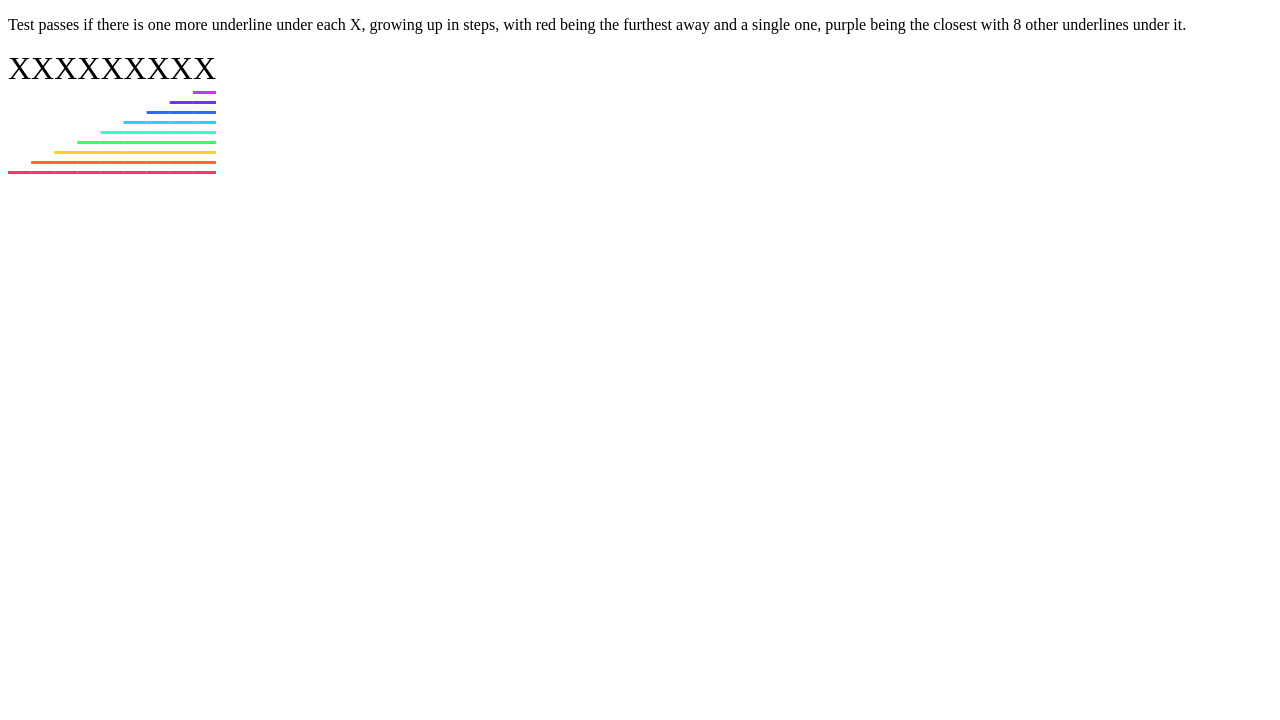 Test passes if there is one more underline under each X, growing up in steps, with red being the furthest away and a single one, purple being the closest with 8 other underlines under it.
XXXXXXXXX